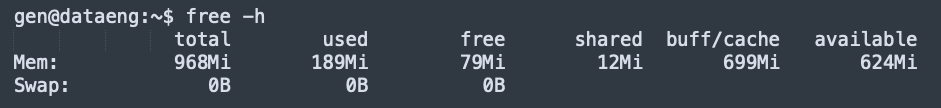 gen@dataeng:~$ free -h
total used free shared buff/cache available
Mem: 968Mi 189Mi 79Mi 12Mi 699Mi 624Mi
Swap: 0B 0B 0B